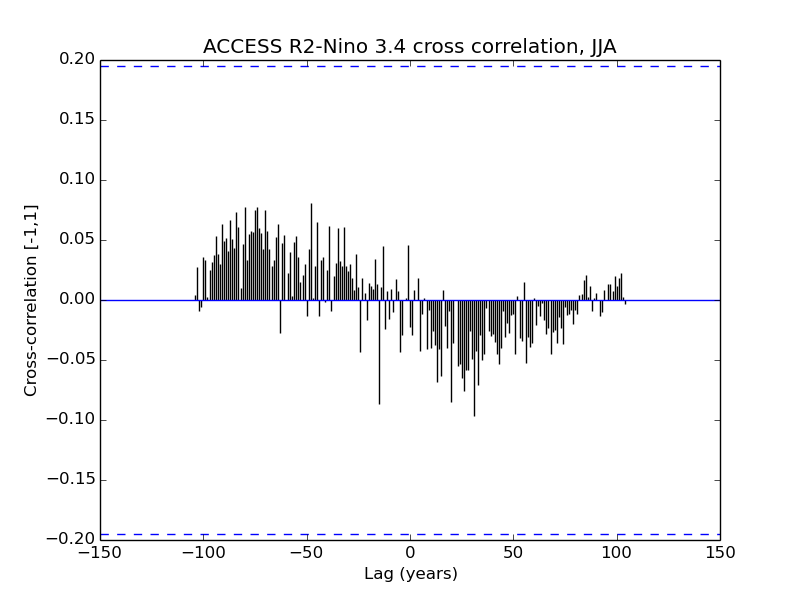 ACCESS R2-Nino 3.4 cross correlation, JJA
0.20
0.15
0.10
0.05
0.00
−0.05
−0.10
−0.15
−0.20
Cross-correlation [-1,1]
−150 −100 −50 0 50 100 150
Lag (years)